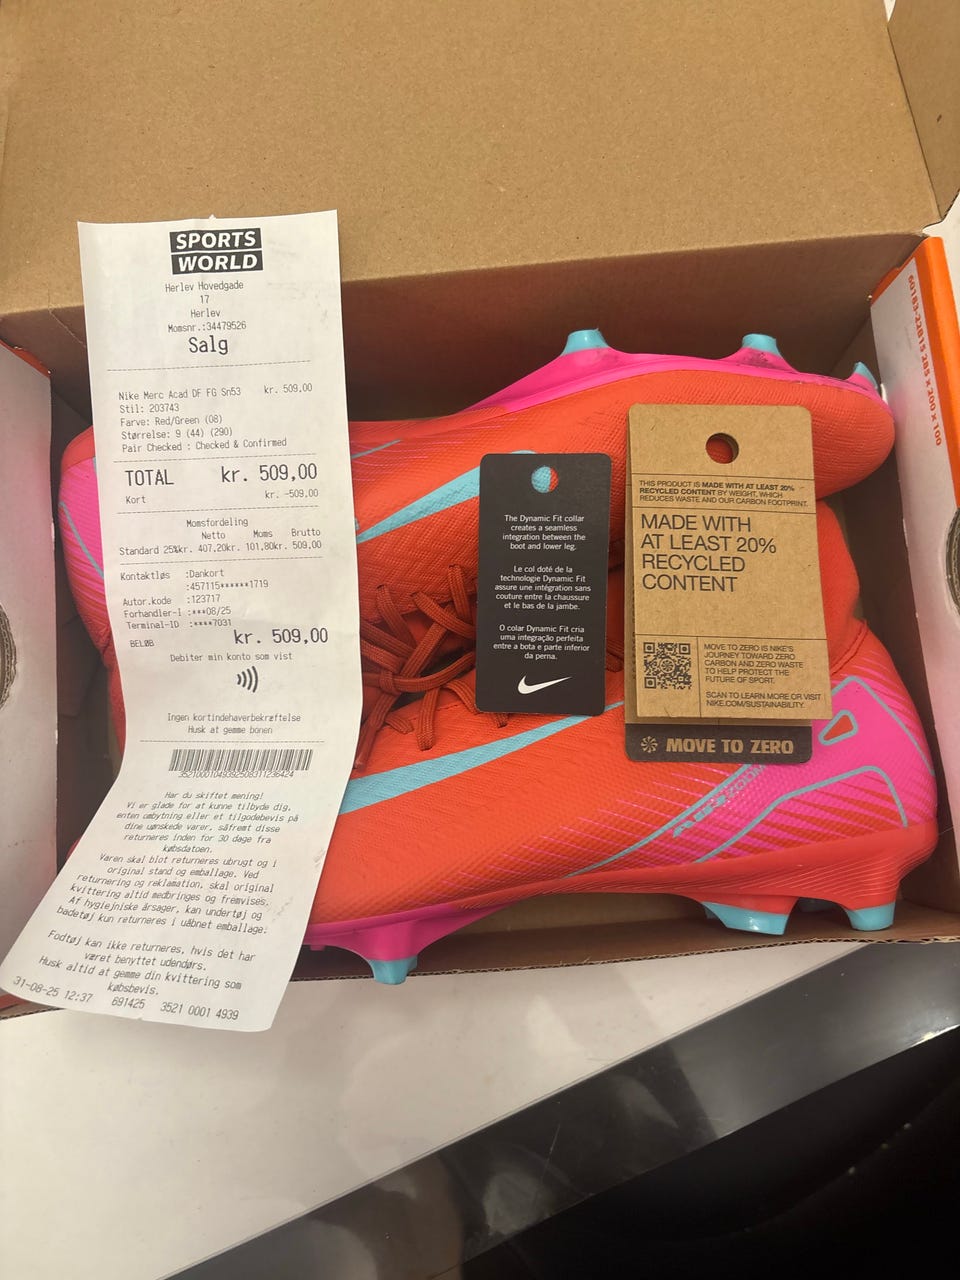 SPORTS
WORLD
Herlev Hovedgade
17
Herlev
Momsnr.:34479526
Salg
Nike Merc Acad DF FG Sn53 kr. 509,00
Stil: 203743
Farve: Red/Green (08)
Størrelse: 9 (44) (290)
Pair Checked : Checked & Confirmed
TOTAL kr. 509,00
Kort kr. -509,00
Momsfordeling
Netto Moms Brutto
Standard 25%kr. 407,20kr. 101,80kr. 509,00
Kontaktløs :Dankort
:457115******1719
Autor.kode :123717
Forhandler-i :***08/25
Terminal-ID :****7031
BELØB kr. 509,00
Debiter min konto som vist
Ingen kortindehaverbekræftelse
Husk at gemme bonen
Har du skiftet mening!
Vi er glade for at kunne tilbyde dig,
enten ombytning eller et tilgodebevis på
dine uønskede varer, såfremt disse
returneres inden for 30 dage fra
købsdatoen.
Varen skal blot returneres ubrugt og i
original stand og emballage. Ved
returnering og reklamation, skal original
kvittering altid medbringes og fremvises.
Af hygiejniske årsager, kan undertøj og
badetøj kun returneres i uåbnet emballage.
Fodtøj kan ikke returneres, hvis det har
været benyttet udendørs.
Husk altid at gemme din kvittering som
købsbevis.
31-08-25 12:37 691425 3521 0001 4939
The Dynamic Fit collar
creates a seamless
integration between the
boot and lower leg.
Le col doté de la
technologie Dynamic Fit
assure une intégration sans
couture entre la chaussure
et le bas de la jambe.
O colar Dynamic Fit cria
uma integração perfeita
entre a bota e parte inferior
da perna.
THIS PRODUCT IS MADE WITH AT LEAST 20%
RECYCLED CONTENT BY WEIGHT, WHICH
REDUCES WASTE AND OUR CARBON FOOTPRINT.
MADE WITH
AT LEAST 20%
RECYCLED
CONTENT
MOVE TO ZERO IS NIKE'S
JOURNEY TOWARD ZERO
CARBON AND ZERO WASTE
TO HELP PROTECT THE
FUTURE OF SPORT.
SCAN TO LEARN MORE OR VISIT
NIKE.COM/SUSTAINABILITY.
MOVE TO ZERO
60183-22815 285 x 200 x 100